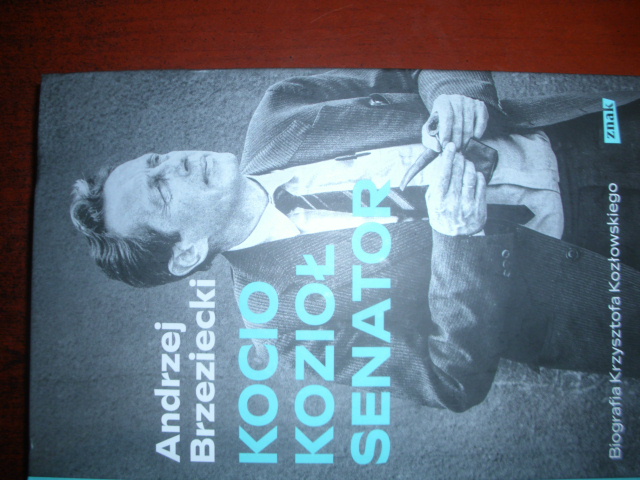 Andrzej
Brzeziecki
KOCIO
KOZIOŁ
SENATOR
Biografia Krzysztofa Kozłowskiego
znak